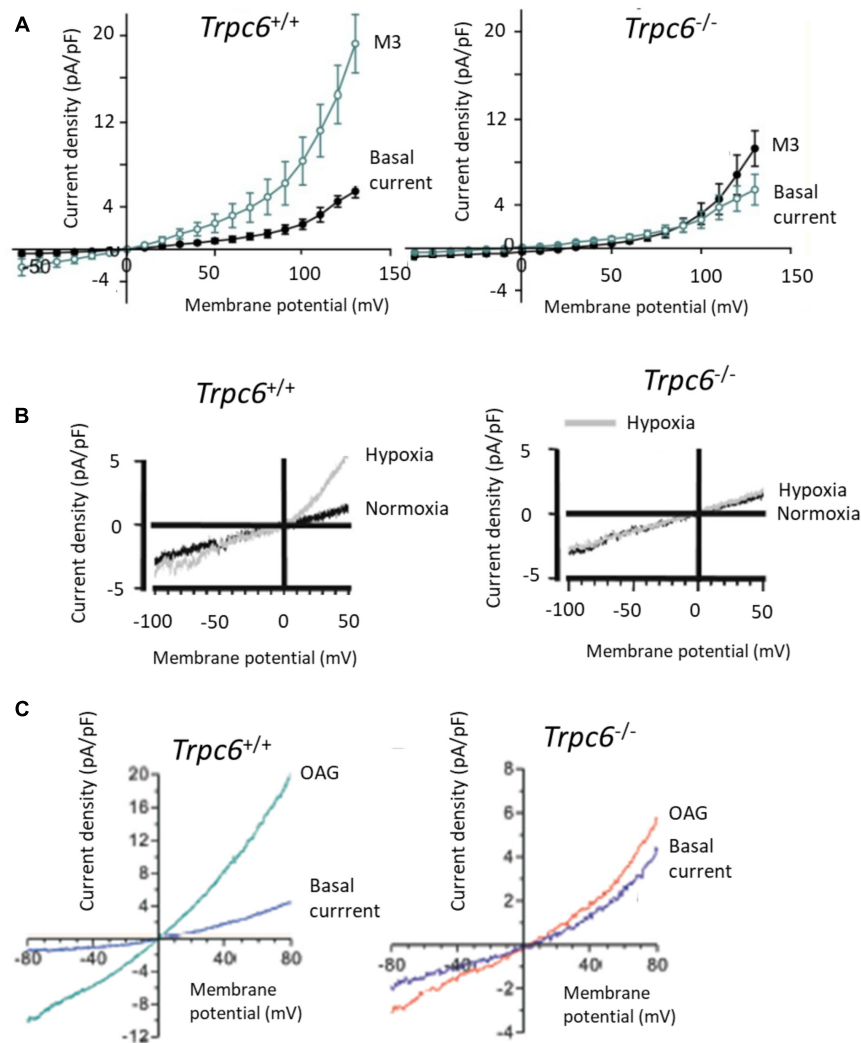 A
Trpc6+/+
Trpc6-/-
Current density (pA/pF)
20
12
4
-4
M3
Basal
current
-50
0
50
100
150
Membrane potential (mV)
Current density (pA/pF)
20
12
4
0
-4
M3
Basal
current
0
50
100
150
Membrane potential (mV)
B
Trpc6+/+
Trpc6-/-
Current density (pA/pF)
5
0
-5
Hypoxia
Normoxia
-100
-50
0
50
Membrane potential (mV)
Current density (pA/pF)
Hypoxia
5
0
-5
Hypoxia
Normoxia
-100
-50
0
50
Membrane potential (mV)
C
Trpc6+/+
Trpc6-/-
Current density (pA/pF)
20
16
12
8
4
-4
-8
-12
OAG
Basal
currrent
-80
-40
40
80
Membrane
potential (mV)
Current density (pA/pF)
8
6
4
2
-2
-4
OAG
Basal
current
-80
-40
40
80
Membrane
potential (mV)